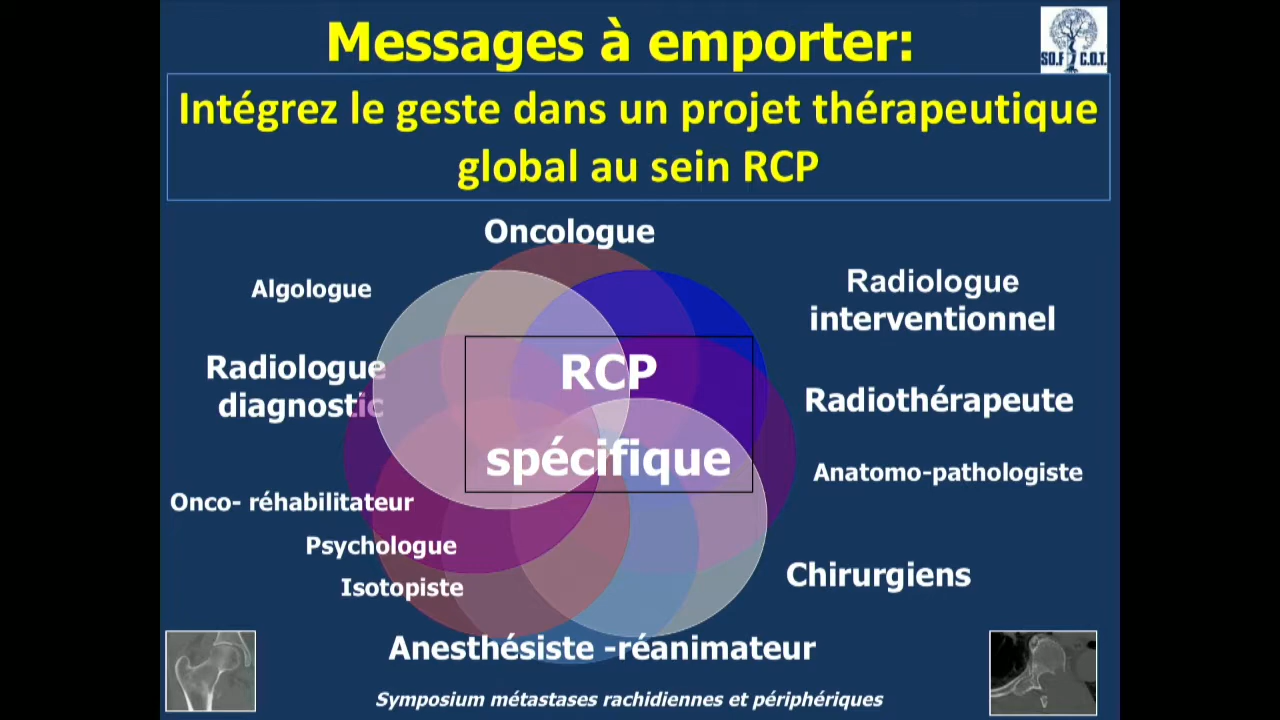 Messages à emporter:
SO.F C.O.T.
Intégrez le geste dans un projet thérapeutique
global au sein RCP
Oncologue
Algologue
Radiologue
interventionnel
Radiologue
diagnostic
RCP
spécifique
Radiothérapeute
Anatomo-pathologiste
Onco- réhabilitateur
Psychologue
Isotopiste
Chirurgiens
Anesthésiste -réanimateur
Symposium métastases rachidiennes et périphériques